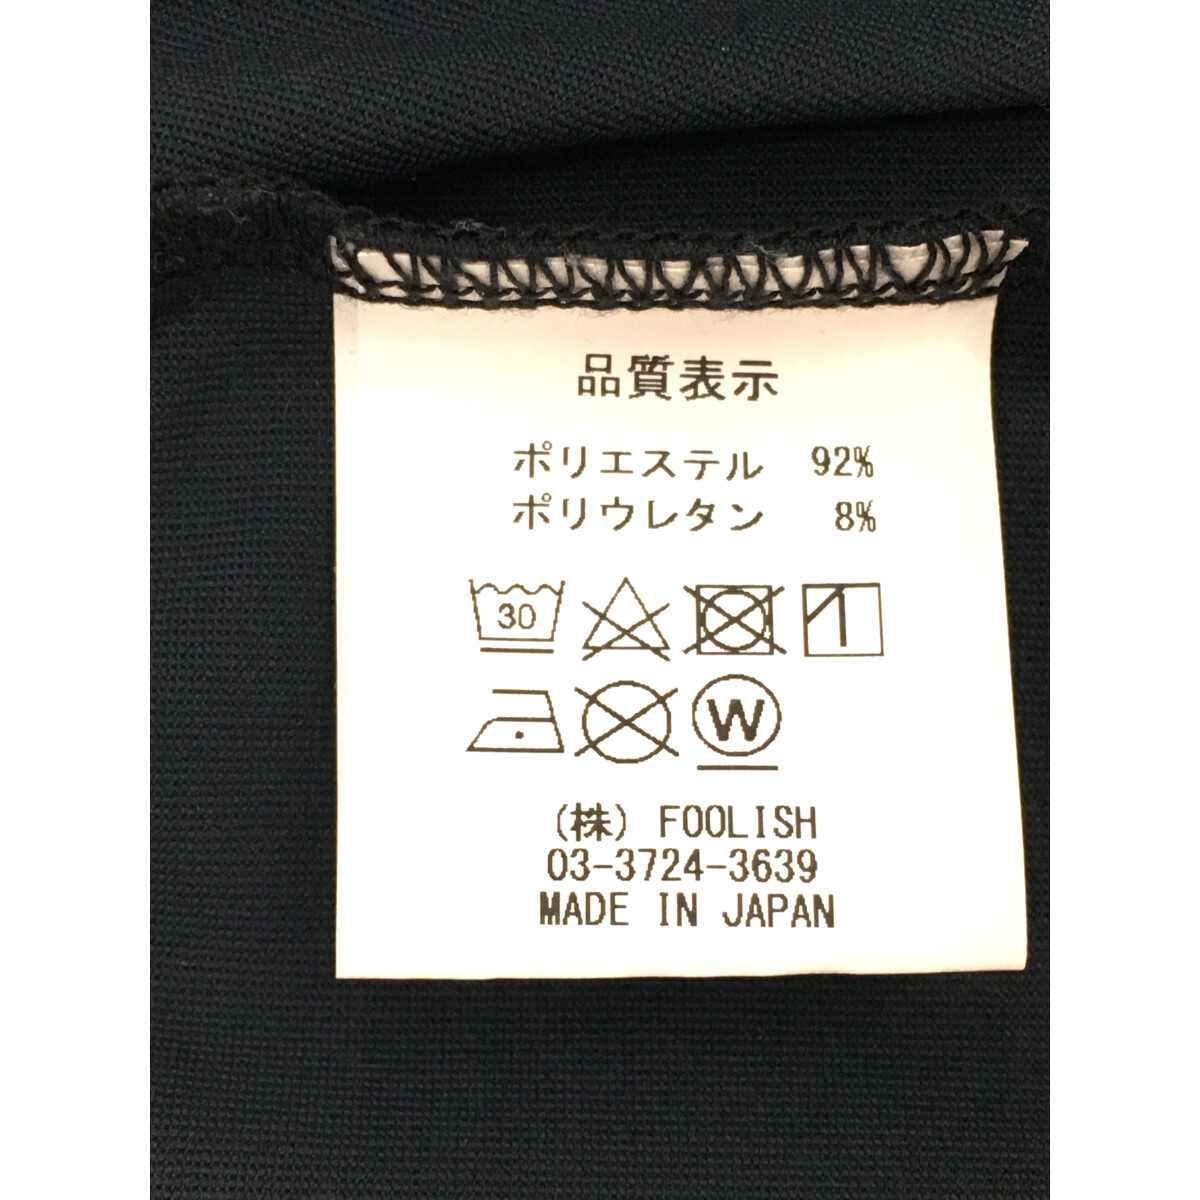 品質表示
ポリエステル 92%
ポリウレタン 8%
30
W
(株) FOOLISH
03-3724-3639
MADE IN JAPAN